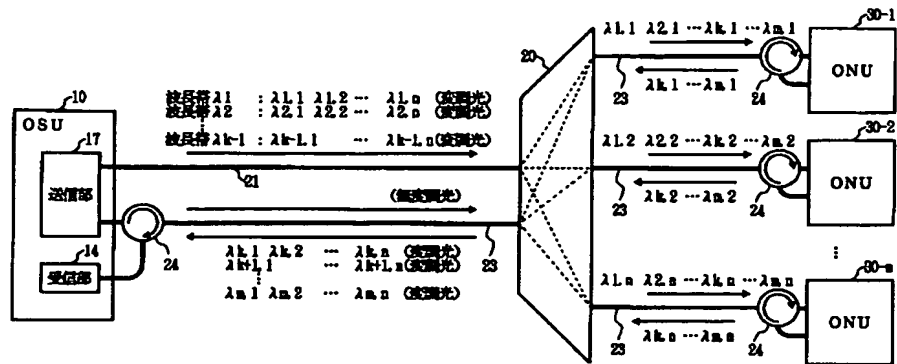 10
OSU
17
送信部
14
受信部
24
波長帯λ1 : λ1,1 λ1,2 … λ1,n (変調光)
波長帯λ2 : λ2,1 λ2,2 … λ2,n (変調光)
⋮
波長帯λk-1 : λk-1,1 … λk-1,n (変調光)
21
(無変調光)
λk,1 λk,2 … λk,n (変調光)
λk+1,1 … λk+1,n (変調光)
⋮
λm,1 λm,2 … λm,n (変調光)
23
20
λ1,1 λ2,1 … λk,1 … λm,1
λk,1 … λm,1
23
24
30-1
ONU
λ1,2 λ2,2 … λk,2 … λm,2
λk,2 … λm,2
23
24
30-2
ONU
⋮
λ1,n λ2,n … λk,n … λm,n
λk,n … λm,n
23
24
30-n
ONU